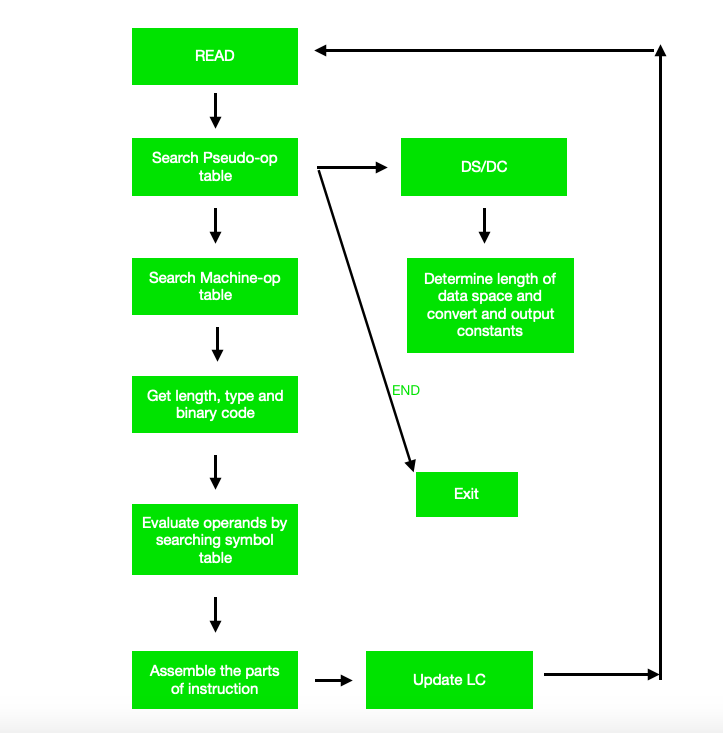 READ
Search Pseudo-op
table
DS/DC
Search Machine-op
table
Determine length of
data space and
convert and output
constants
Get length, type and
binary code
END
Exit
Evaluate operands by
searching symbol
table
Assemble the parts
of instruction
Update LC